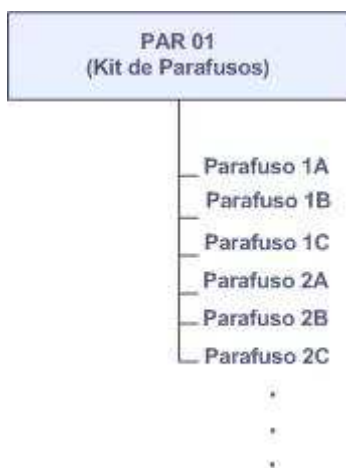 PAR 01
(Kit de Parafusos)
Parafuso 1A
Parafuso 1B
Parafuso 1C
Parafuso 2A
Parafuso 2B
Parafuso 2C
.
.
.